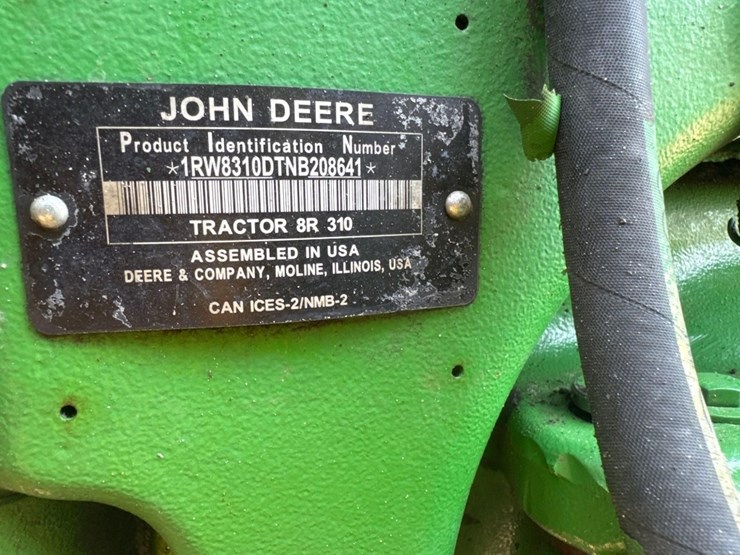 JOHN DEERE
Product Identification Number
*1RW8310DTNB208641*
TRACTOR 8R 310
ASSEMBLED IN USA
DEERE & COMPANY, MOLINE, ILLINOIS, USA
CAN ICES-2/NMB-2